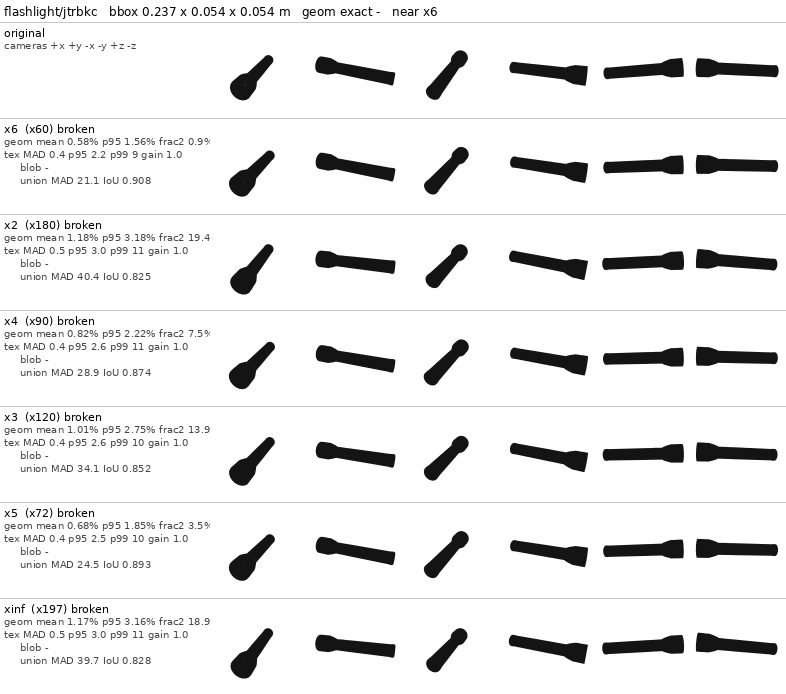 flashlight/jtrbkc   bbox 0.237 x 0.054 x 0.054 m   geom exact -   near x6
original
cameras +x +y -x -y +z -z
x6  (x60) broken
geom mean 0.58% p95 1.56% frac2 0.9%
tex MAD 0.4 p95 2.2 p99 9 gain 1.0
blob -
union MAD 21.1 IoU 0.908
x2  (x180) broken
geom mean 1.18% p95 3.18% frac2 19.4
tex MAD 0.5 p95 3.0 p99 11 gain 1.0
blob -
union MAD 40.4 IoU 0.825
x4  (x90) broken
geom mean 0.82% p95 2.22% frac2 7.5%
tex MAD 0.4 p95 2.6 p99 11 gain 1.0
blob -
union MAD 28.9 IoU 0.874
x3  (x120) broken
geom mean 1.01% p95 2.75% frac2 13.9
tex MAD 0.4 p95 2.6 p99 10 gain 1.0
blob -
union MAD 34.1 IoU 0.852
x5  (x72) broken
geom mean 0.68% p95 1.85% frac2 3.5%
tex MAD 0.4 p95 2.5 p99 10 gain 1.0
blob -
union MAD 24.5 IoU 0.893
xinf  (x197) broken
geom mean 1.17% p95 3.16% frac2 18.9
tex MAD 0.5 p95 3.0 p99 11 gain 1.0
blob -
union MAD 39.7 IoU 0.828